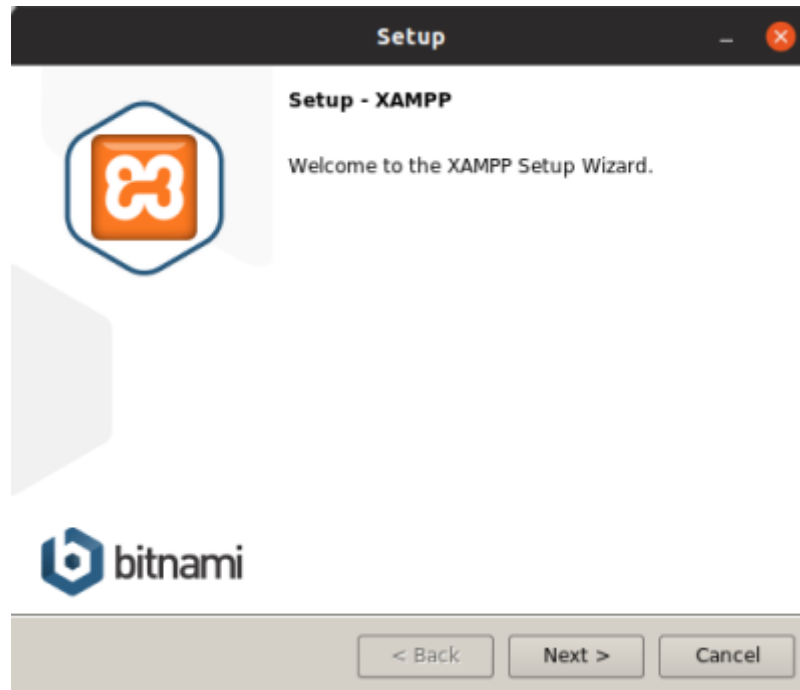 Setup
Setup - XAMPP
Welcome to the XAMPP Setup Wizard.
bitnami
< Back
Next >
Cancel